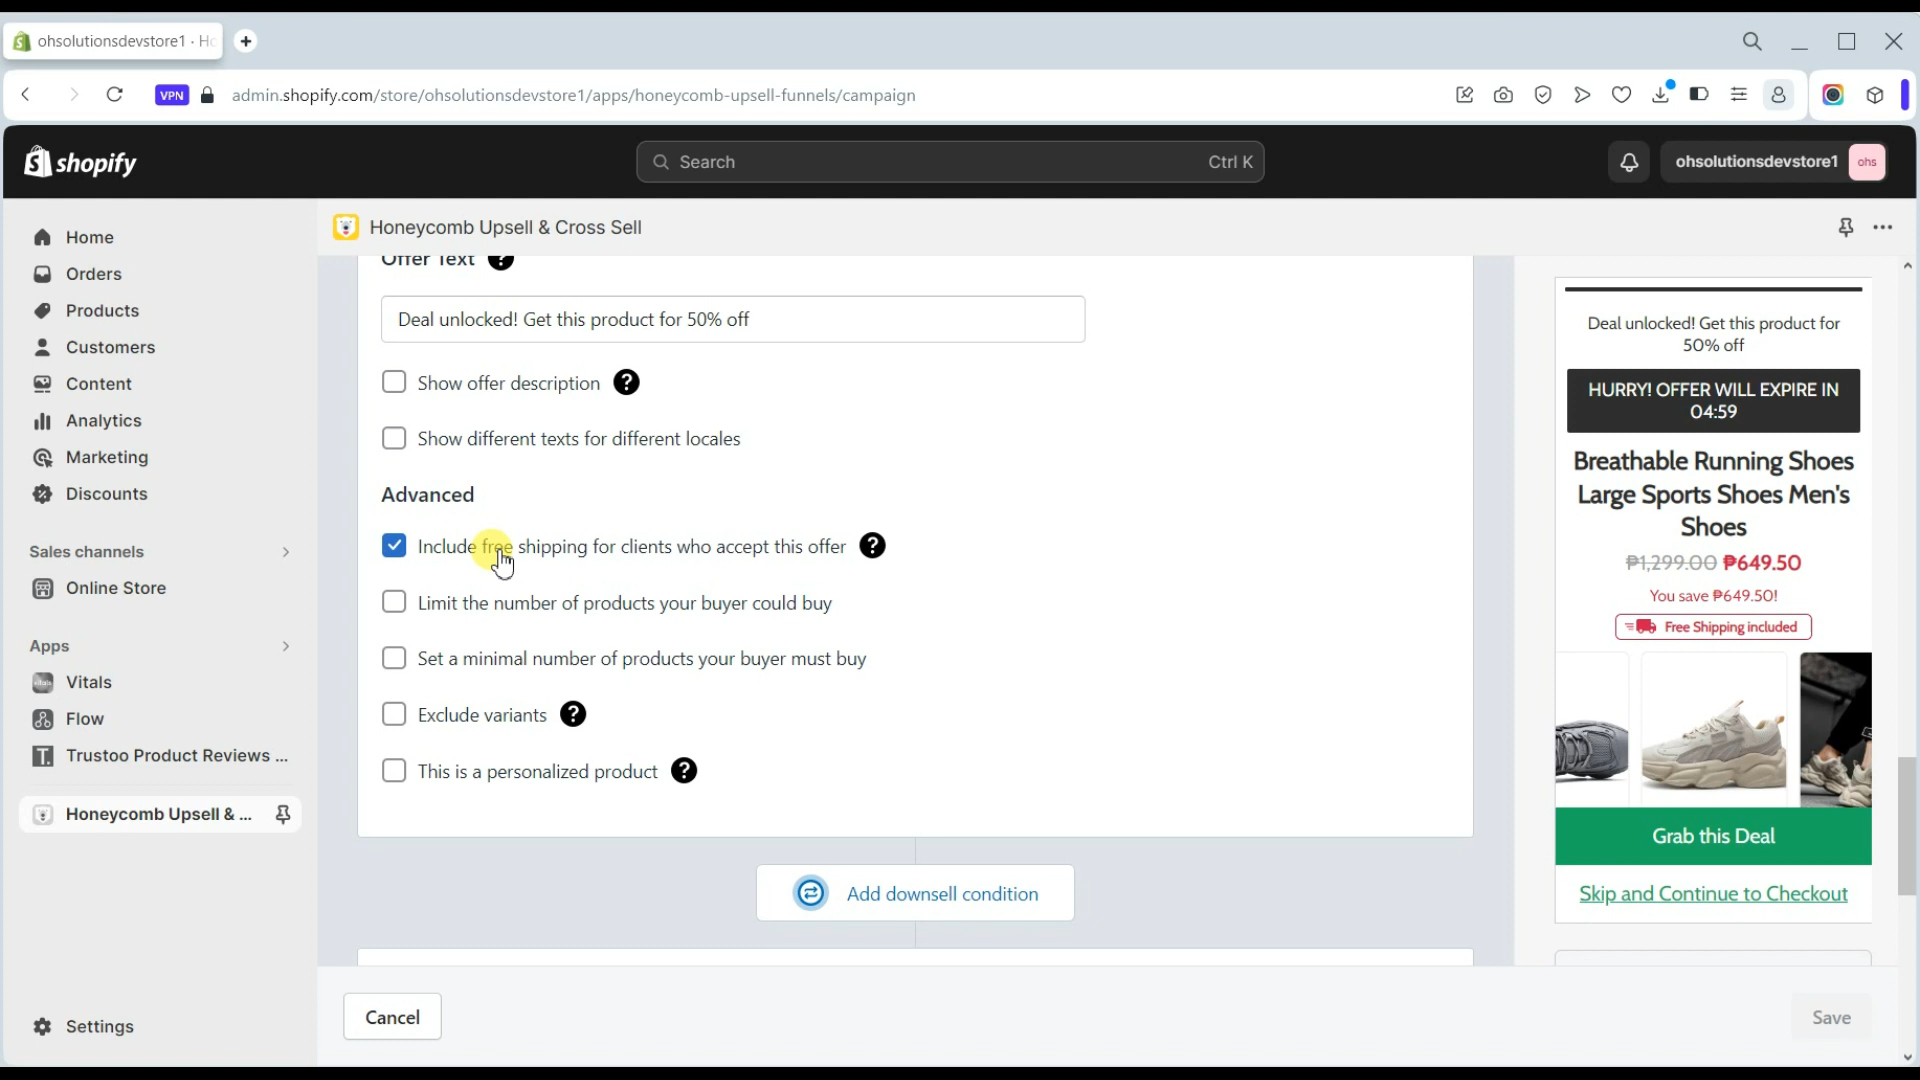 ohsolutionsdevstore1 · Ho
VPN
admin.shopify.com/store/ohsolutionsdevstore1/apps/honeycomb-upsell-funnels/campaign
shopify
Search
Ctrl K
ohsolutionsdevstore1
ohs
Home
Orders
Products
Customers
Content
Analytics
Marketing
Discounts
Sales channels
Online Store
Apps
Vitals
Flow
Trustoo Product Reviews ...
Honeycomb Upsell & ...
Settings
Honeycomb Upsell & Cross Sell
Offer Text ?
Deal unlocked! Get this product for 50% off
Show offer description ?
Show different texts for different locales
Advanced
Include free shipping for clients who accept this offer ?
Limit the number of products your buyer could buy
Set a minimal number of products your buyer must buy
Exclude variants ?
This is a personalized product ?
Add downsell condition
Cancel
Save
Deal unlocked! Get this product for
50% off
HURRY! OFFER WILL EXPIRE IN
04:59
Breathable Running Shoes
Large Sports Shoes Men's
Shoes
₱1,299.00 ₱649.50
You save ₱649.50!
Free Shipping included
Grab this Deal
Skip and Continue to Checkout